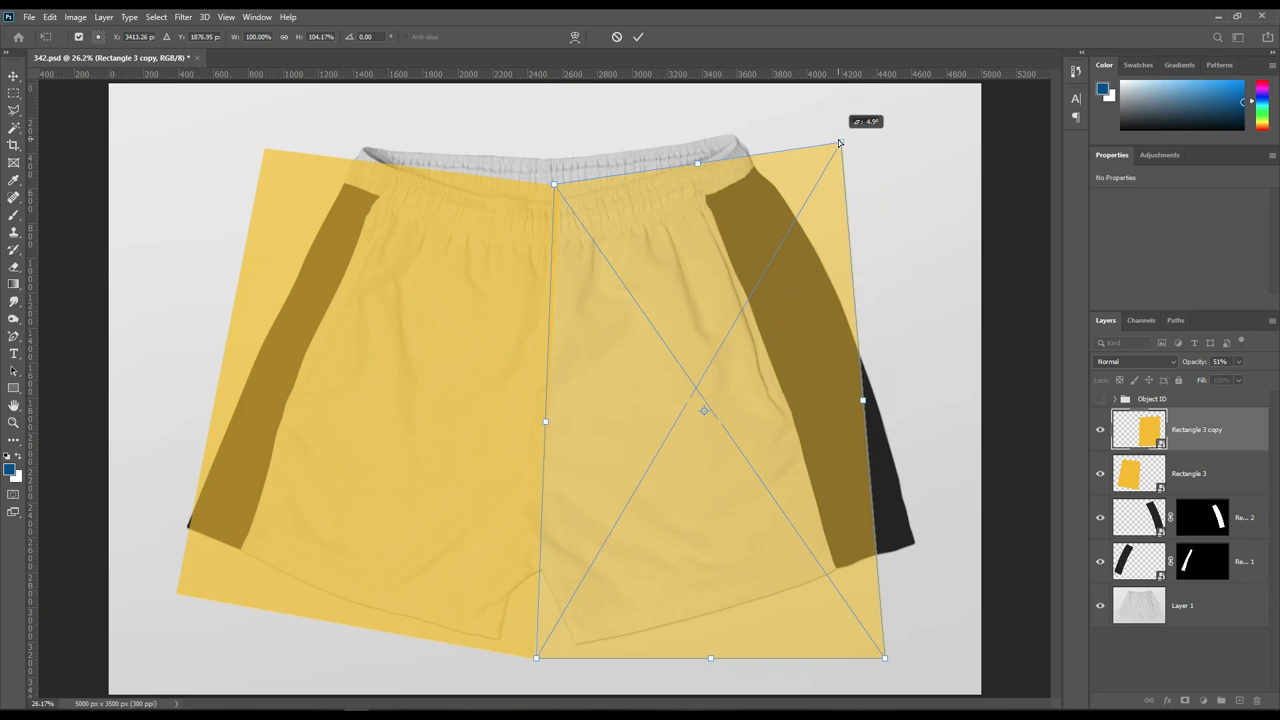 Ps File Edit Image Layer Type Select Filter 3D View Window Help
X: 3413.26 p Y: 1876.95 px W: 100.00% H: 104.17% 0.00 ° Anti-alias
342.psd @ 26.2% (Rectangle 3 copy, RGB/8) * ×
400 200 0 200 400 600 800 1000 1200 1400 1600 1800 2000 2200 2400 2600 2800 3000 3200 3400 3600 3800 4000 4200 4400 4600 4800 5000 5200
4.9°
Color Swatches Gradients Patterns
Properties Adjustments
No Properties
Layers Channels Paths
Kind
Normal Opacity: 51%
Lock: Fill: 100%
Object ID
Rectangle 3 copy
Rectangle 3
Re... 2
Re... 1
Layer 1
26.17% 5000 px x 3500 px (300 ppi)